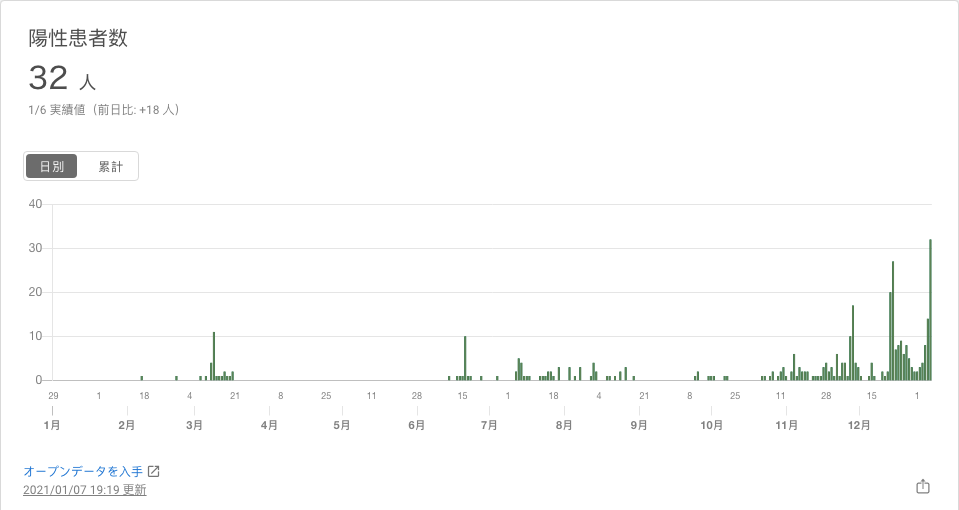 陽性患者数
32 人
1/6 実績値（前日比: +18 人）
日別 累計
40
30
20
10
0
29 1 18 4 21 8 25 11 28 15 1 18 4 21 8 25 11 28 15 1
1月 2月 3月 4月 5月 6月 7月 8月 9月 10月 11月 12月
オープンデータを入手
2021/01/07 19:19 更新